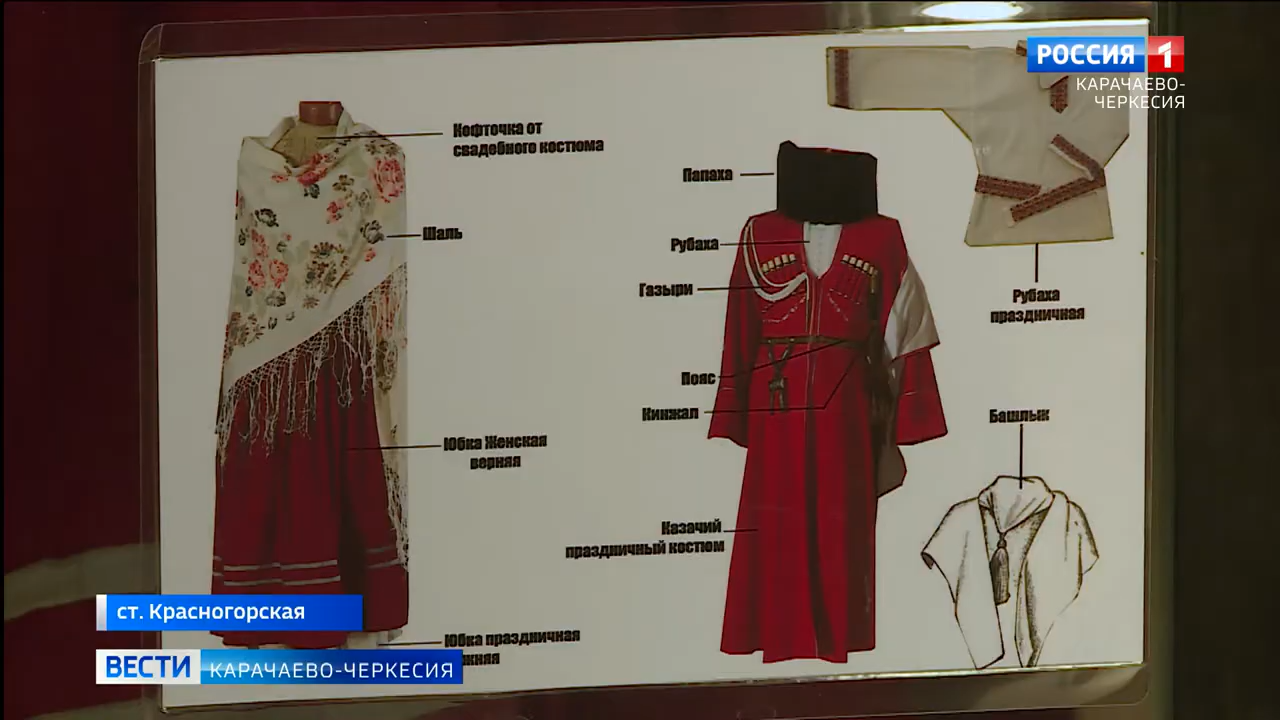 РОССИЯ 1
КАРАЧАЕВО-
ЧЕРКЕСИЯ
Кофточка от
свадебного костюма
Шаль
Юбка Женская
верняя
Юбка праздничная
Папаха
Рубаха
Газыри
Пояс
Кинжал
Казачий
праздничный костюм
Рубаха
праздничная
Башлык
ст. Красногорская
ВЕСТИ КАРАЧАЕВО-ЧЕРКЕСИЯ